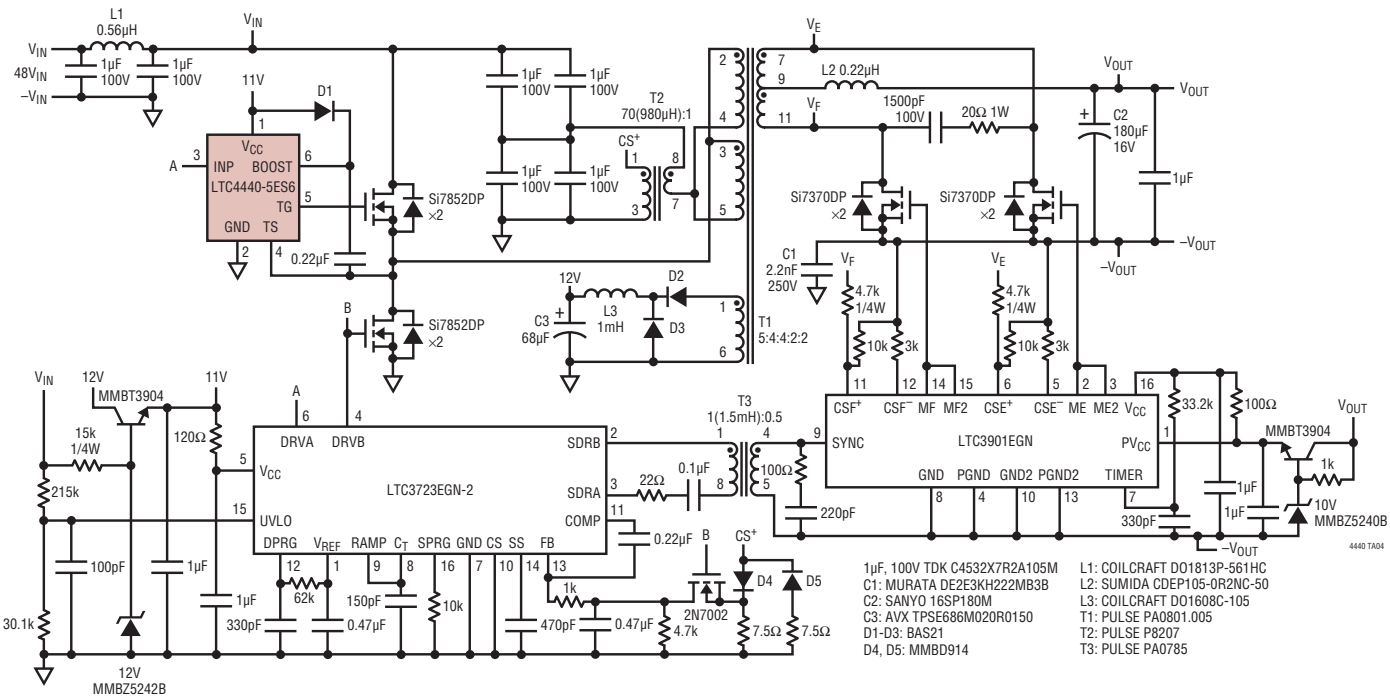 L1
0.56µH
VIN
48VIN
–VIN
1µF
100V
1µF
100V
VIN
11V
D1
A
3
1
VCC
INP
BOOST
6
LTC4440-5ES6
TG
5
GND
TS
2
4
0.22µF
Si7852DP
×2
B
Si7852DP
×2
1µF
100V
1µF
100V
1µF
100V
1µF
100V
T2
70(980µH):1
CS+
1
8
3
7
2
4
3
5
1
6
T1
5:4:4:2:2
12V
+
C3
68µF
L3
1mH
D2
D3
VE
7
9
11
VF
L2 0.22µH
1500pF
100V
20Ω 1W
VOUT
VOUT
+
C2
180µF
16V
1µF
Si7370DP
×2
Si7370DP
×2
–VOUT
–VOUT
C1
2.2nF
250V
VF
4.7k
1/4W
10k
3k
VE
4.7k
1/4W
10k
3k
11
12
14
15
6
5
2
3
16
CSF+
CSF–
MF
MF2
CSE+
CSE–
ME
ME2
VCC
9
SYNC
LTC3901EGN
PVCC
1
GND
PGND
GND2
PGND2
TIMER
8
4
10
13
7
33.2k
100Ω
MMBT3904
VOUT
1k
10V
MMBZ5240B
1µF
1µF
330pF
–VOUT
4440 TA04
VIN
12V
MMBT3904
11V
15k
1/4W
120Ω
215k
30.1k
100pF
12V
MMBZ5242B
1µF
1µF
A
6
4
DRVA
DRVB
5
VCC
LTC3723EGN-2
15
UVLO
SDRB
2
SDRA
3
COMP
11
DPRG
VREF
RAMP
CT
SPRG
GND
CS
SS
FB
12
1
9
8
16
7
10
14
13
62k
330pF
0.47µF
150pF
10k
470pF
1k
0.47µF
4.7k
0.22µF
22Ω
0.1µF
T3
1(1.5mH):0.5
1
4
8
5
100Ω
220pF
B
CS+
2N7002
D4
D5
7.5Ω
7.5Ω
1µF, 100V TDK C4532X7R2A105M
C1: MURATA DE2E3KH222MB3B
C2: SANYO 16SP180M
C3: AVX TPSE686M020R0150
D1-D3: BAS21
D4, D5: MMBD914
L1: COILCRAFT DO1813P-561HC
L2: SUMIDA CDEP105-0R2NC-50
L3: COILCRAFT DO1608C-105
T1: PULSE PA0801.005
T2: PULSE P8207
T3: PULSE PA0785